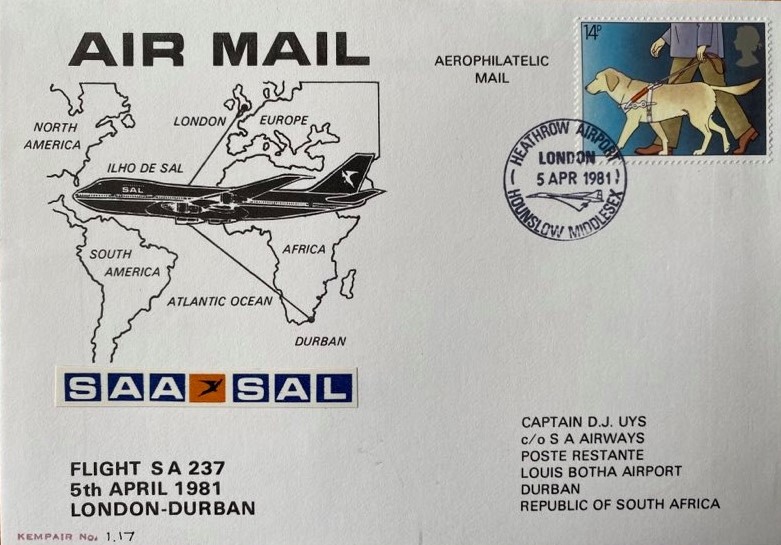 AIR MAIL
AEROPHILATELIC
MAIL
14P
HEATHROW AIRPORT
LONDON
5 APR 1981
HOUNSLOW MIDDLESEX
NORTH
AMERICA
LONDON
EUROPE
ILHO DE SAL
SAL
SOUTH
AMERICA
AFRICA
ATLANTIC OCEAN
DURBAN
SAA SAL
FLIGHT SA 237
5th APRIL 1981
LONDON-DURBAN
CAPTAIN D.J. UYS
c/o S A AIRWAYS
POSTE RESTANTE
LOUIS BOTHA AIRPORT
DURBAN
REPUBLIC OF SOUTH AFRICA
KEMPAIR No. 1.17